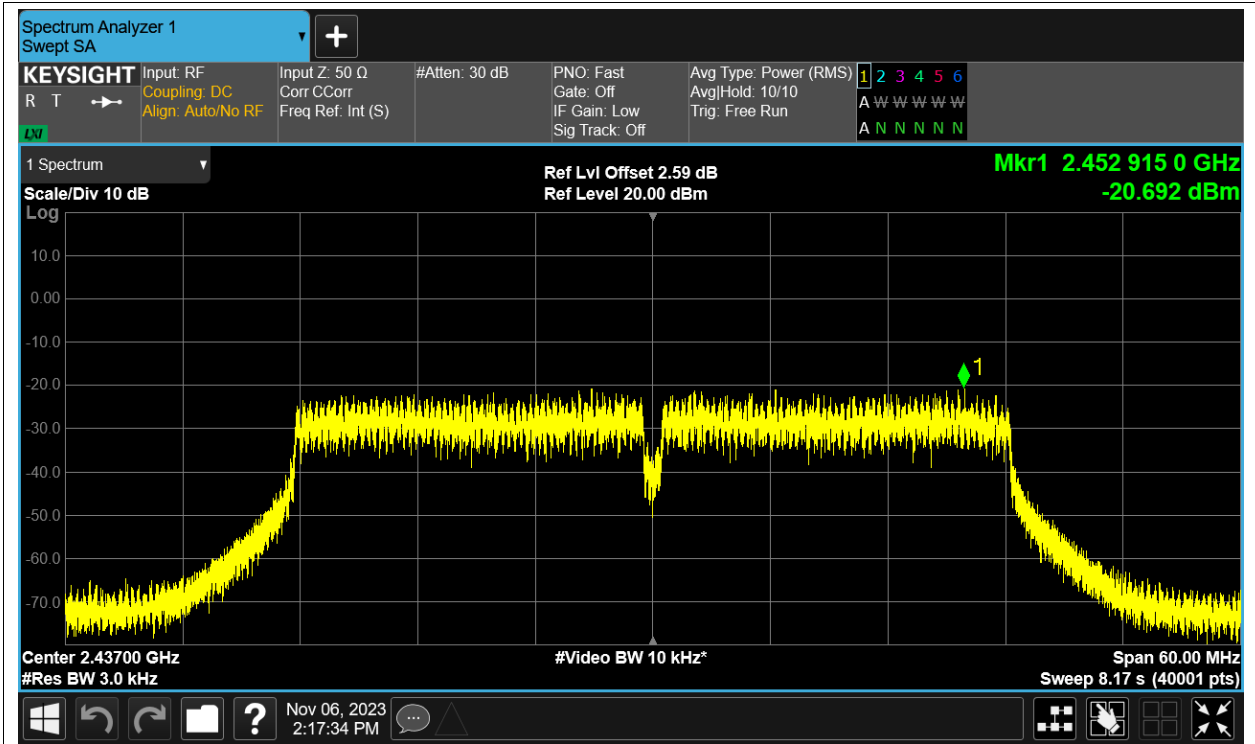 Spectrum Analyzer 1
Swept SA
KEYSIGHT
R T
LXI
Input: RF
Coupling: DC
Align: Auto/No RF
Input Z: 50 Ω
Corr CCorr
Freq Ref: Int (S)
#Atten: 30 dB
PNO: Fast
Gate: Off
IF Gain: Low
Sig Track: Off
Avg Type: Power (RMS)
Avg|Hold: 10/10
Trig: Free Run
1 2 3 4 5 6
A W W W W W
A N N N N N
1 Spectrum
Scale/Div 10 dB
Log
Ref Lvl Offset 2.59 dB
Ref Level 20.00 dBm
Mkr1 2.452 915 0 GHz
-20.692 dBm
10.0
0.00
-10.0
1
-20.0
-30.0
-40.0
-50.0
-60.0
-70.0
Center 2.43700 GHz
#Res BW 3.0 kHz
#Video BW 10 kHz*
Span 60.00 MHz
Sweep 8.17 s (40001 pts)
?
Nov 06, 2023
2:17:34 PM